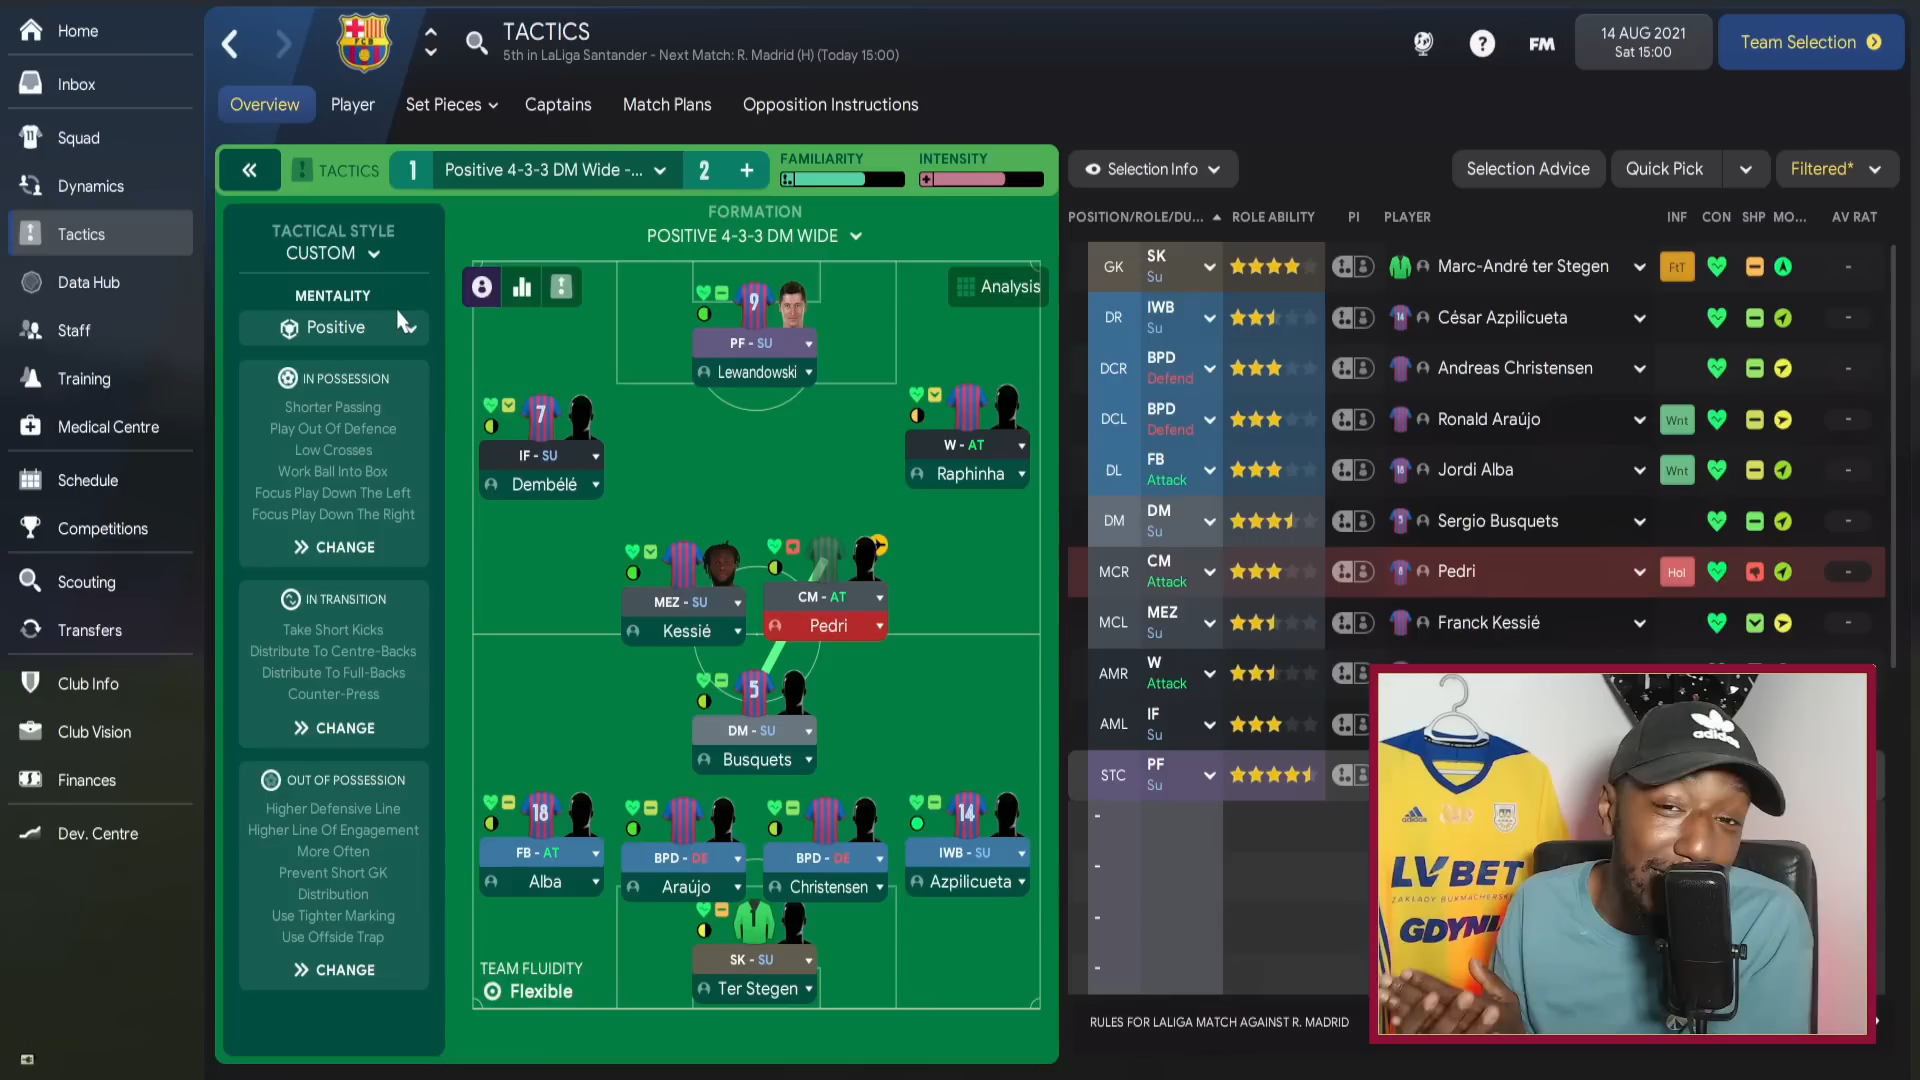 Home
Inbox
Squad
Dynamics
Tactics
Data Hub
Staff
Training
Medical Centre
Schedule
Competitions
Scouting
Transfers
Club Info
Club Vision
Finances
Dev. Centre
TACTICS
5th in LaLiga Santander - Next Match: R. Madrid (H) (Today 15:00)
FM
14 AUG 2021
Sat 15:00
Team Selection
Overview
Player
Set Pieces
Captains
Match Plans
Opposition Instructions
TACTICS
1
Positive 4-3-3 DM Wide -...
2
+
FAMILIARITY
INTENSITY
TACTICAL STYLE
CUSTOM
MENTALITY
Positive
IN POSSESSION
Shorter Passing
Play Out Of Defence
Low Crosses
Work Ball Into Box
Focus Play Down The Left
Focus Play Down The Right
CHANGE
IN TRANSITION
Take Short Kicks
Distribute To Centre-Backs
Distribute To Full-Backs
Counter-Press
CHANGE
OUT OF POSSESSION
Higher Defensive Line
Higher Line Of Engagement
More Often
Prevent Short GK
Distribution
Use Tighter Marking
Use Offside Trap
CHANGE
FORMATION
POSITIVE 4-3-3 DM WIDE
Analysis
9
PF - SU
Lewandowski
7
IF - SU
Dembélé
W - AT
Raphinha
MEZ - SU
Kessié
CM - AT
Pedri
5
DM - SU
Busquets
18
FB - AT
Alba
BPD - DE
Araújo
BPD - DE
Christensen
14
IWB - SU
Azpilicueta
SK - SU
Ter Stegen
TEAM FLUIDITY
Flexible
Selection Info
Selection Advice
Quick Pick
Filtered*
POSITION/ROLE/DU... ROLE ABILITY PI PLAYER INF CON SHP MO... AV RAT
GK SK Su Marc-André ter Stegen FtT -
DR IWB Su César Azpilicueta -
DCR BPD Defend Andreas Christensen -
DCL BPD Defend Ronald Araújo Wnt -
DL FB Attack Jordi Alba Wnt -
DM DM Su Sergio Busquets -
MCR CM Attack Pedri Hol -
MCL MEZ Su Franck Kessié -
AMR W Attack
AML IF Su
STC PF Su
-
-
-
-
RULES FOR LALIGA MATCH AGAINST R. MADRID
adidas
LV BET
ZAKŁADY BUKMACHERSKIE
GDYNI